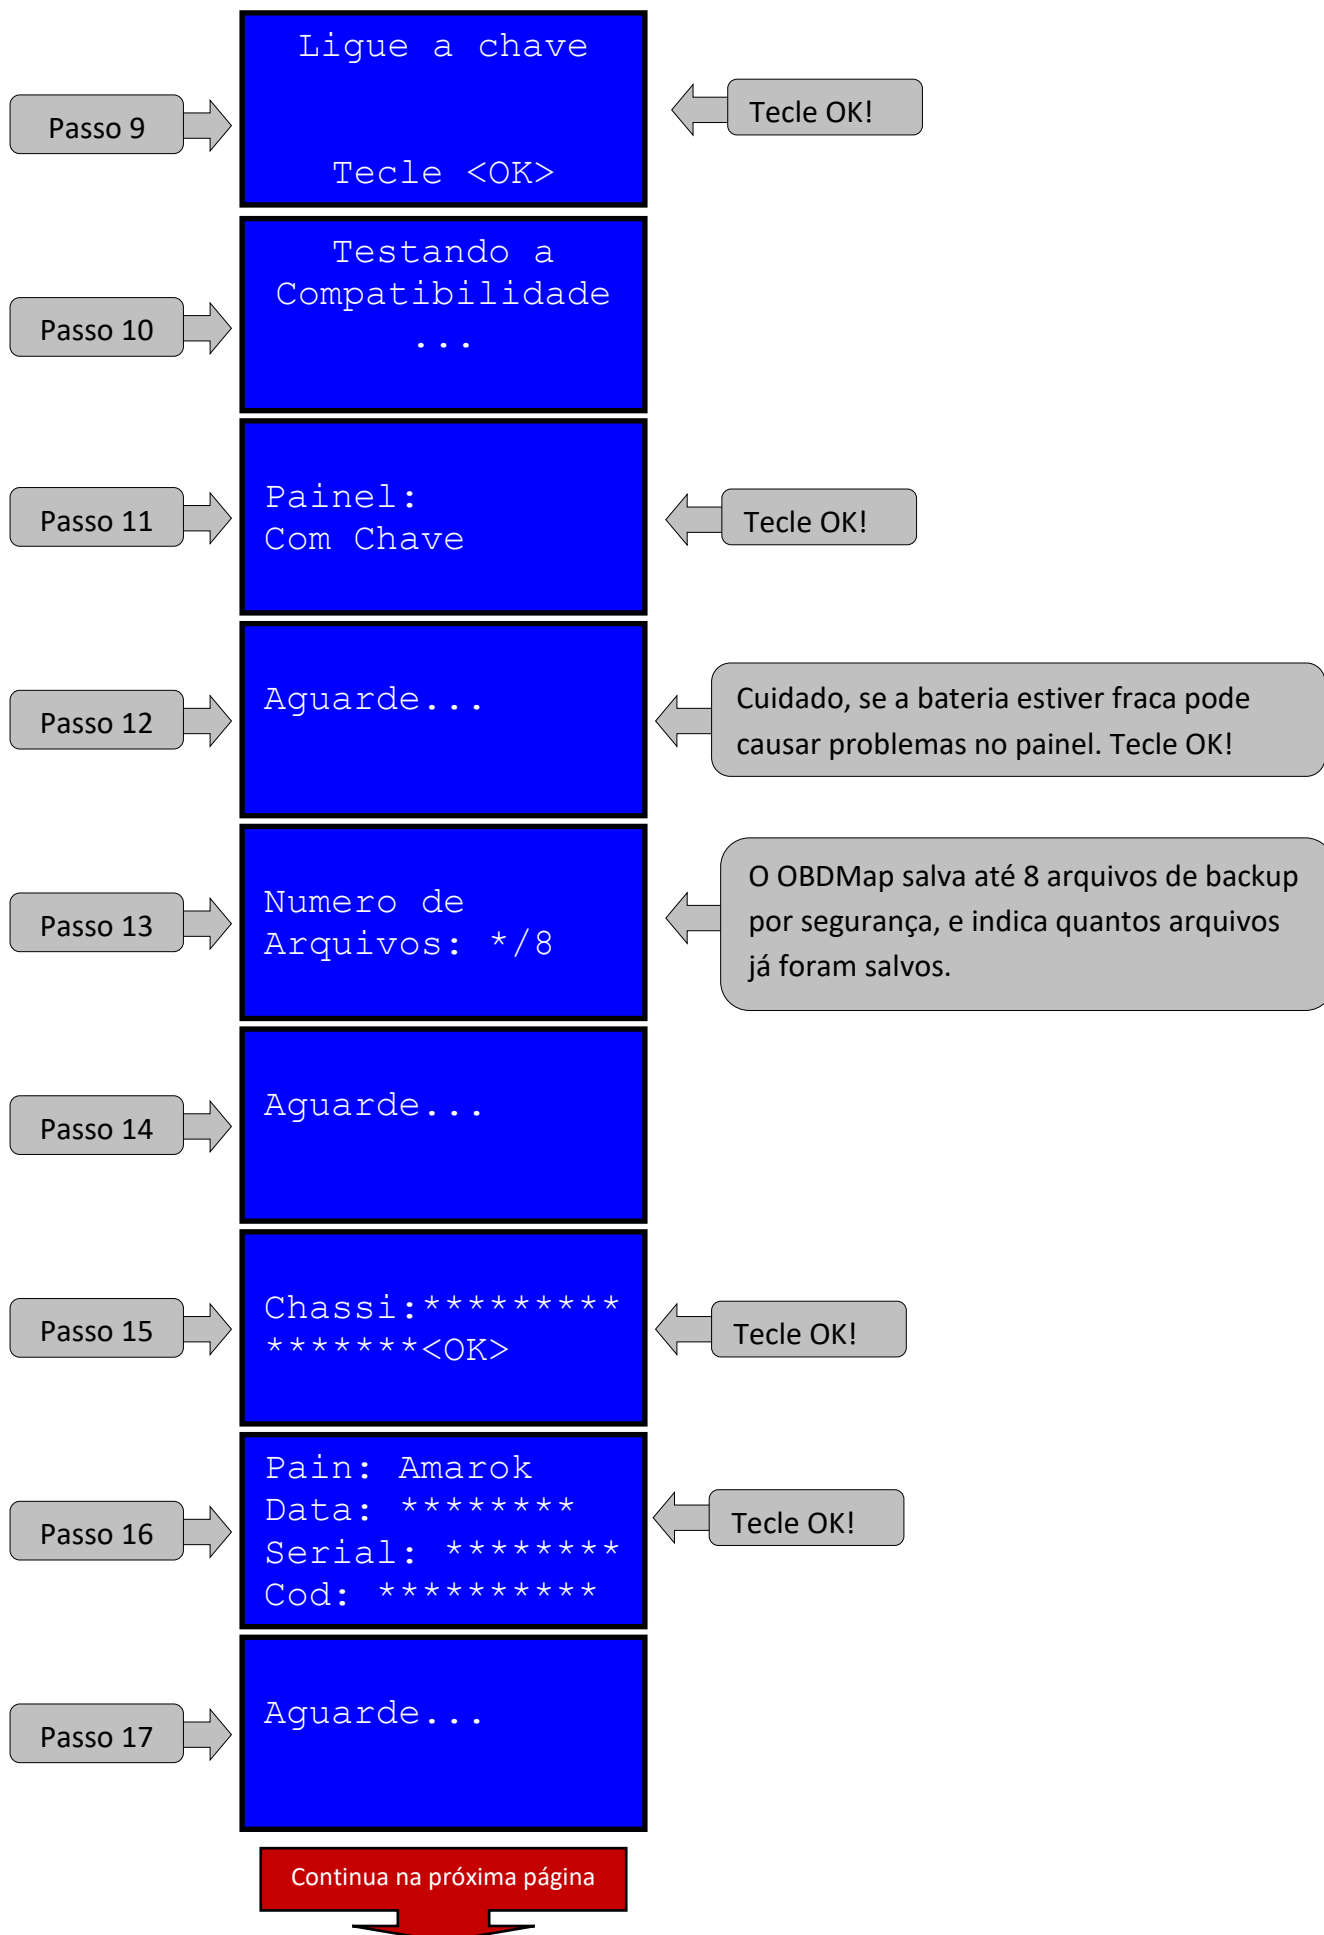 Passo 9
Ligue a chave
Tecle <OK>
Tecle OK!
Passo 10
Testando a
Compatibilidade
...
Passo 11
Painel:
Com Chave
Tecle OK!
Passo 12
Aguarde...
Cuidado, se a bateria estiver fraca pode
causar problemas no painel. Tecle OK!
Passo 13
Numero de
Arquivos: */8
O OBDMap salva até 8 arquivos de backup
por segurança, e indica quantos arquivos
já foram salvos.
Passo 14
Aguarde...
Passo 15
Chassi:*********
*******<OK>
Tecle OK!
Passo 16
Pain: Amarok
Data: ********
Serial: ********
Cod: **********
Tecle OK!
Passo 17
Aguarde...
Continua na próxima página